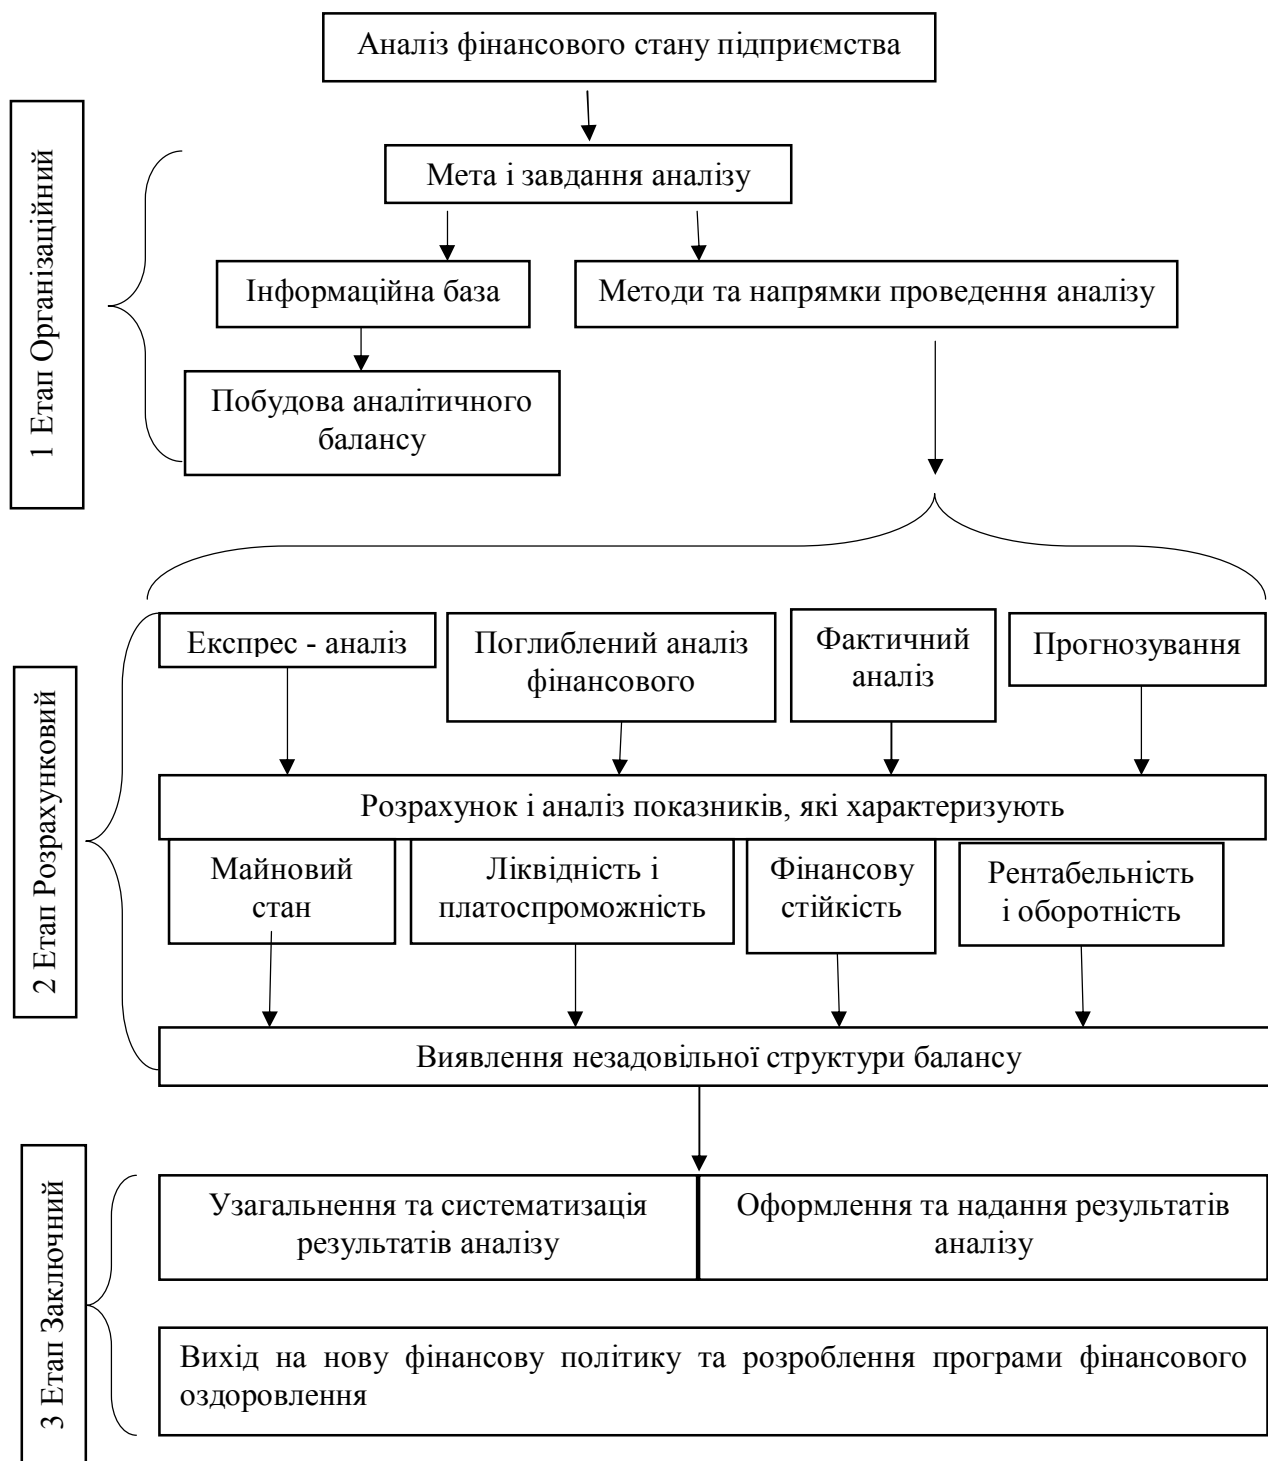 Аналіз фінансового стану підприємства
1 Етап Організаційний
Мета і завдання аналізу
Інформаційна база
Методи та напрямки проведення аналізу
Побудова аналітичного
балансу
2 Етап Розрахунковий
Експрес - аналіз
Поглиблений аналіз
фінансового
Фактичний
аналіз
Прогнозування
Розрахунок і аналіз показників, які характеризують
Майновий
стан
Ліквідність і
платоспроможність
Фінансову
стійкість
Рентабельність
і оборотність
Виявлення незадовільної структури балансу
3 Етап Заключний
Узагальнення та систематизація
результатів аналізу
Оформлення та надання результатів
аналізу
Вихід на нову фінансову політику та розроблення програми фінансового
оздоровлення